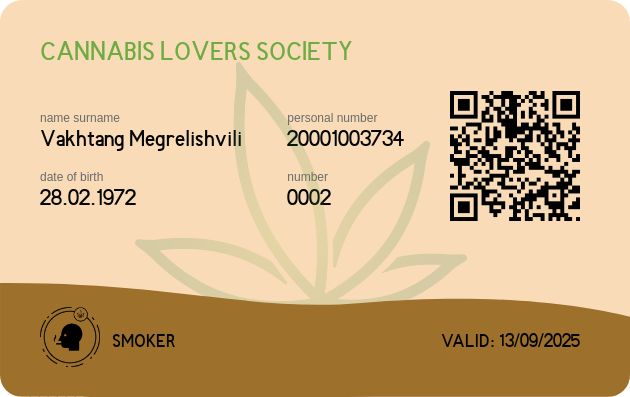 CANNABIS LOVERS SOCIETY
name surname
Vakhtang Megrelishvili
personal number
20001003734
date of birth
28.02.1972
number
0002
SMOKER
VALID: 13/09/2025